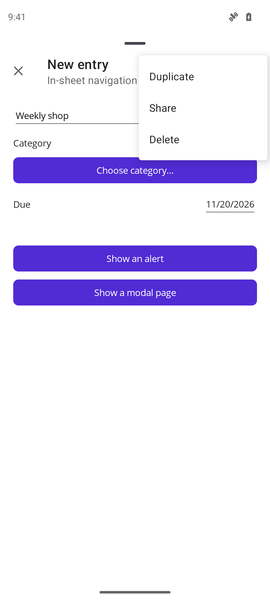 9:41
New entry
In-sheet navigation
Duplicate
Share
Delete
Weekly shop
Category
Choose category...
Due
11/20/2026
Show an alert
Show a modal page